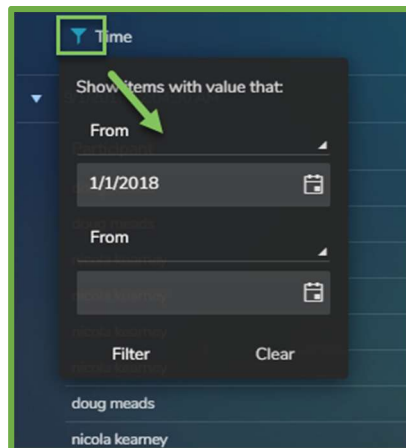 Time
Show items with value that:
From
1/1/2018
From
Filter
Clear
doug meads
nicola kearney